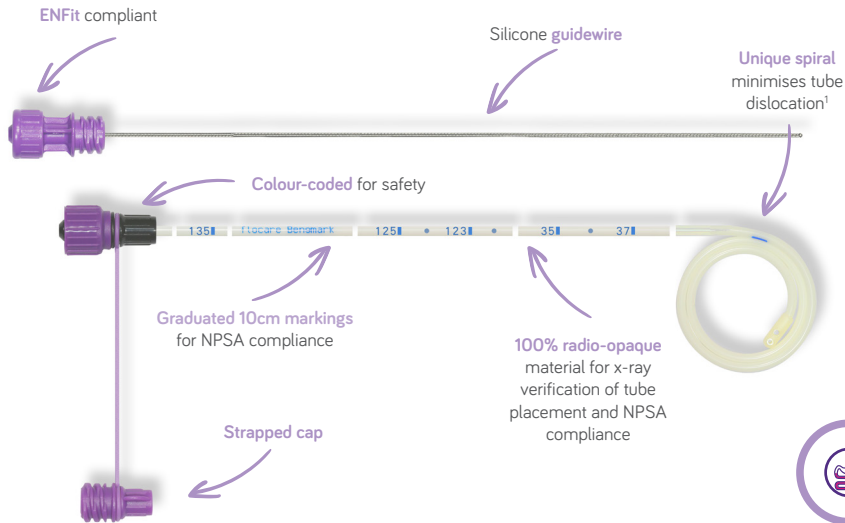 ENFit compliant
Silicone guidewire
Unique spiral
minimises tube
dislocation¹
Colour-coded for safety
135 flocare Bengmark 125 123 35 37
Graduated 10cm markings
for NPSA compliance
100% radio-opaque
material for x-ray
verification of tube
placement and NPSA
compliance
Strapped cap